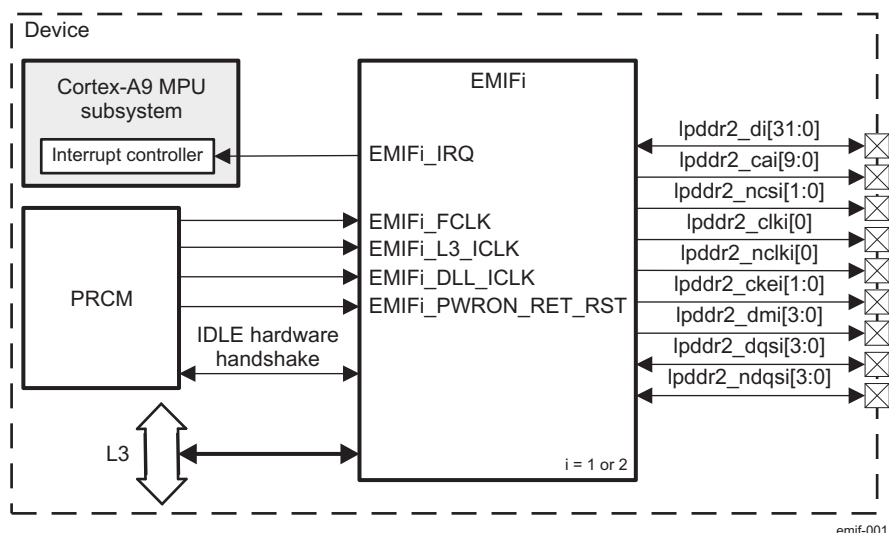 Device
Cortex-A9 MPU
subsystem
Interrupt controller
EMIFi
EMIFi_IRQ
PRCM
EMIFi_FCLK
EMIFi_L3_ICLK
EMIFi_DLL_ICLK
EMIFi_PWRON_RET_RST
IDLE hardware
handshake
L3
i = 1 or 2
lpddr2_di[31:0]
lpddr2_cai[9:0]
lpddr2_ncsi[1:0]
lpddr2_clki[0]
lpddr2_nclki[0]
lpddr2_ckei[1:0]
lpddr2_dmi[3:0]
lpddr2_dqsi[3:0]
lpddr2_ndqsi[3:0]
emif-001